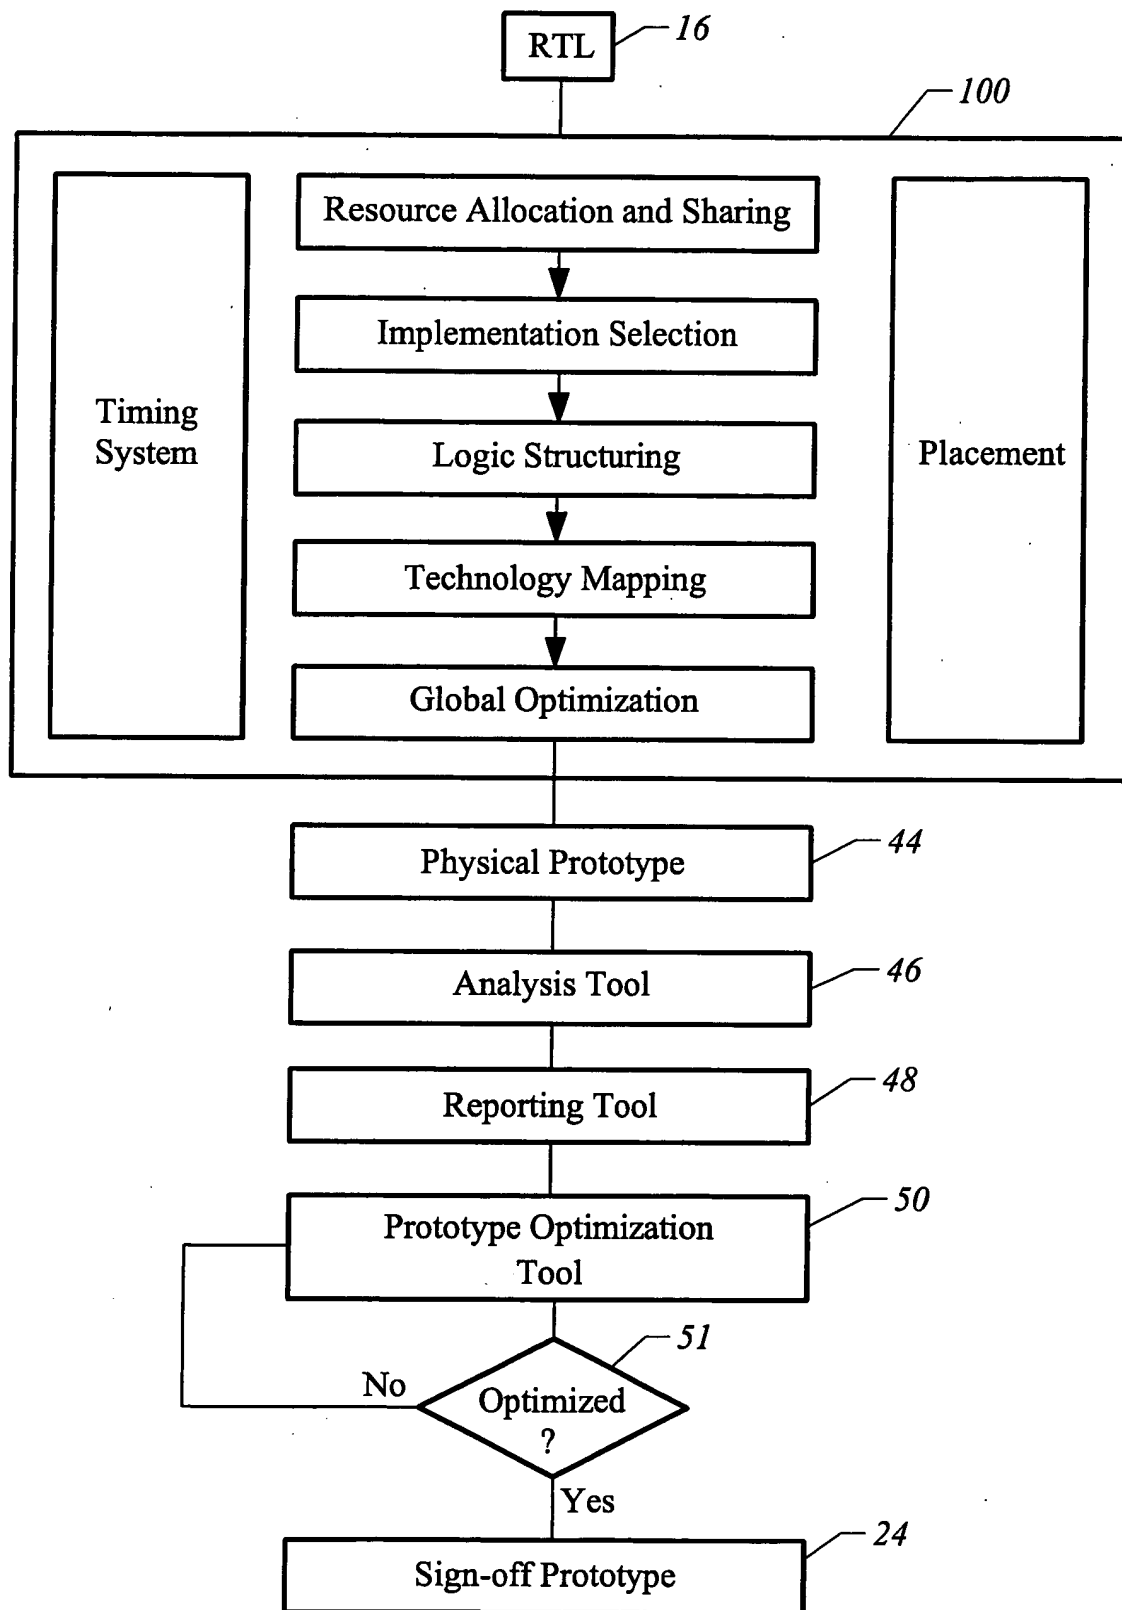 RTL
16
100
Resource Allocation and Sharing
Implementation Selection
Timing
System
Logic Structuring
Placement
Technology Mapping
Global Optimization
Physical Prototype
44
Analysis Tool
46
Reporting Tool
48
Prototype Optimization
Tool
50
51
No
Optimized
?
Yes
Sign-off Prototype
24